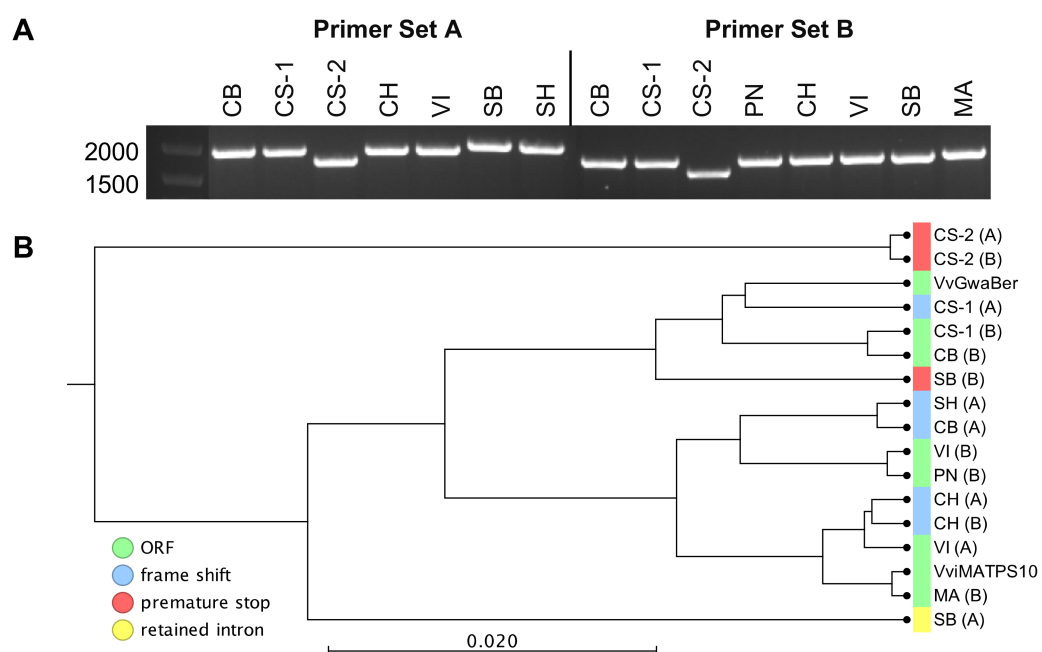 A
Primer Set A
Primer Set B
CB
CS-1
CS-2
CH
VI
SB
SH
CB
CS-1
CS-2
PN
CH
VI
SB
MA
2000
1500
B
CS-2 (A)
CS-2 (B)
VvGwaBer
CS-1 (A)
CS-1 (B)
CB (B)
SB (B)
SH (A)
CB (A)
VI (B)
PN (B)
CH (A)
CH (B)
VI (A)
VviMATPS10
MA (B)
SB (A)
ORF
frame shift
premature stop
retained intron
0.020